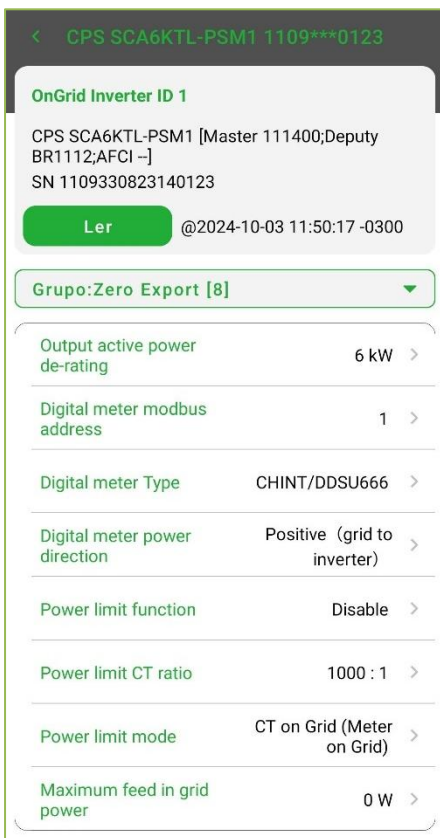 CPS SCA6KTL-PSM1 1109***0123
OnGrid Inverter ID 1
CPS SCA6KTL-PSM1 [Master 111400;Deputy
BR1112;AFCI --]
SN 1109330823140123
Ler @2024-10-03 11:50:17 -0300
Grupo:Zero Export [8]
Output active power
de-rating
6 kW
Digital meter modbus
address
1
Digital meter Type CHINT/DDSU666
Digital meter power
direction
Positive（grid to
inverter）
Power limit function Disable
Power limit CT ratio 1000 : 1
Power limit mode
CT on Grid (Meter
on Grid)
Maximum feed in grid
power
0 W